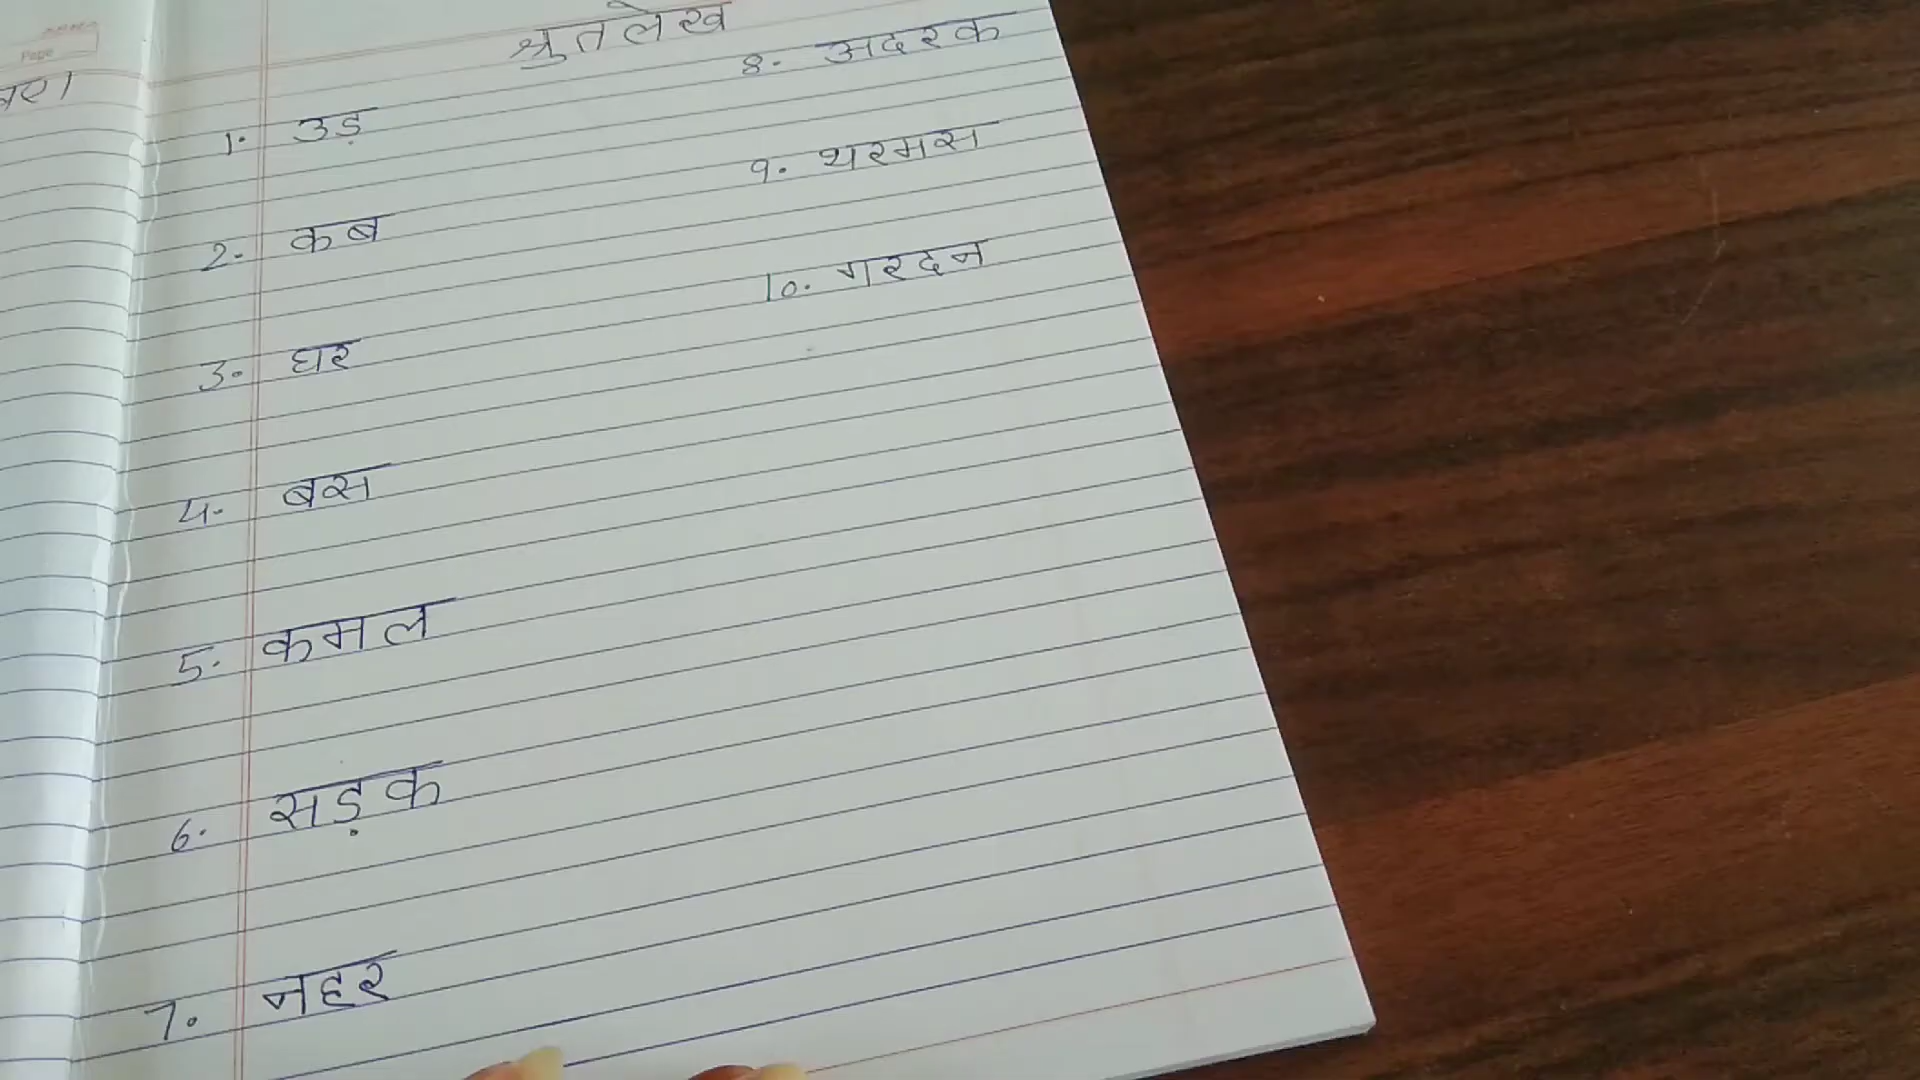 Page
श्रुतलेख
1. उड़
2. कब
3. घर
4. बस
5. कमल
6. सड़क
7. नहर
8. अदरक
9. थरमस
10. गरदन